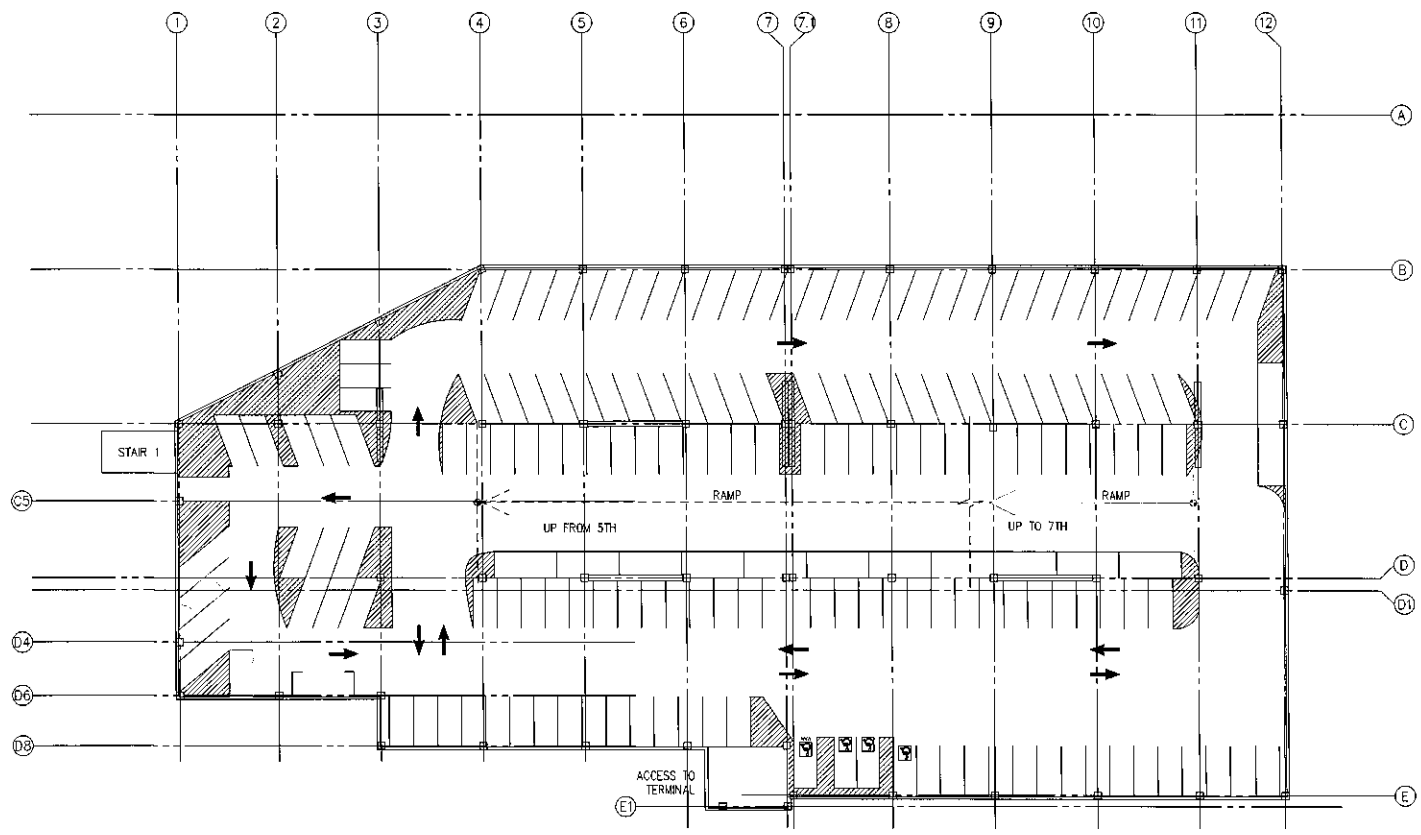 1 2 3 4 5 6 7 7.1 8 9 10 11 12
A
B
C
STAIR 1
C5
RAMP RAMP
UP FROM 5TH UP TO 7TH
D
D1
D4
D6
D8
ACCESS TO
TERMINAL
E
E1